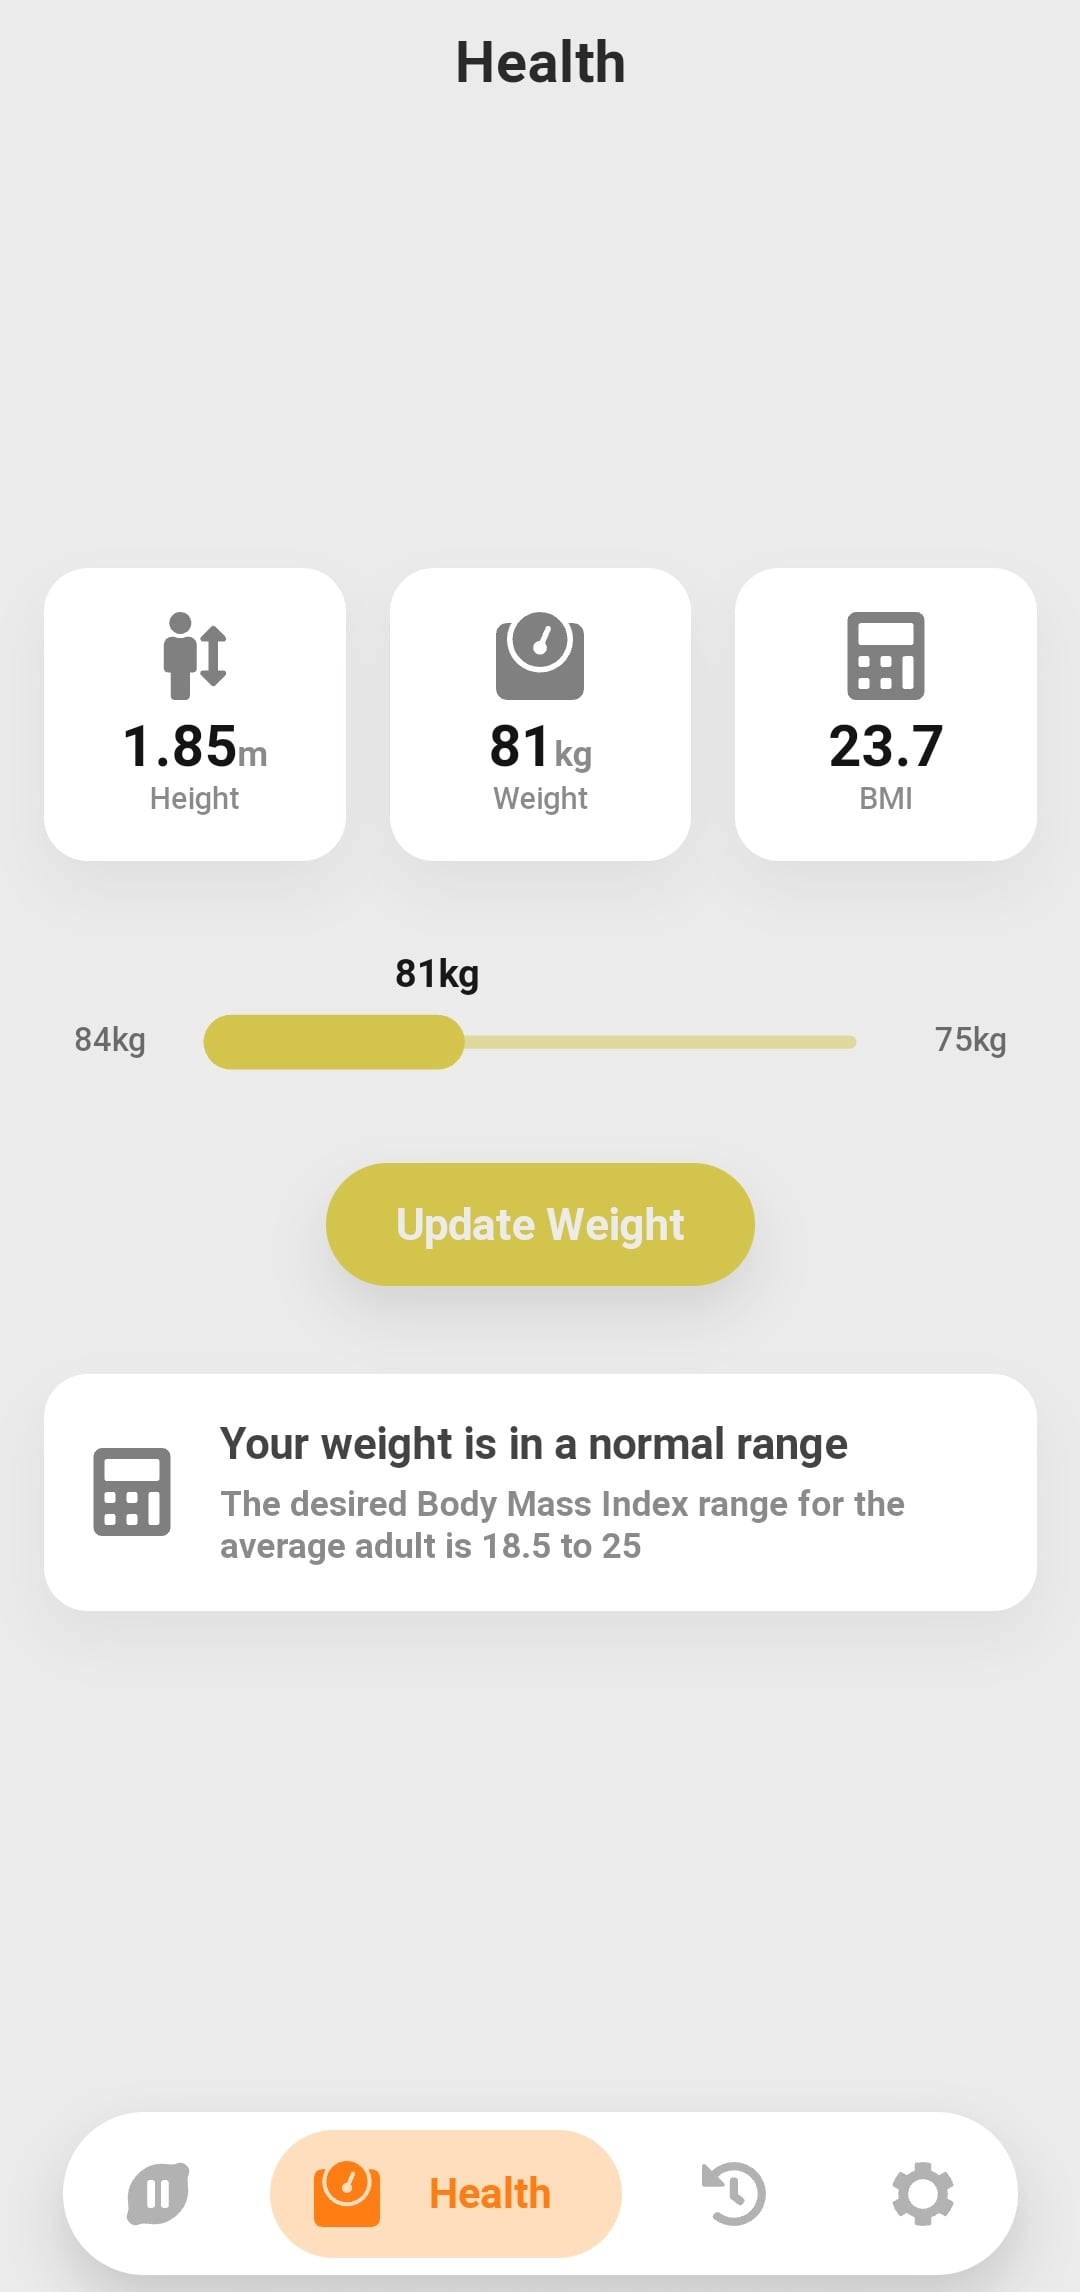 Health
1.85m
Height
81kg
Weight
23.7
BMI
81kg
84kg
75kg
Update Weight
Your weight is in a normal range
The desired Body Mass Index range for the
average adult is 18.5 to 25
Health